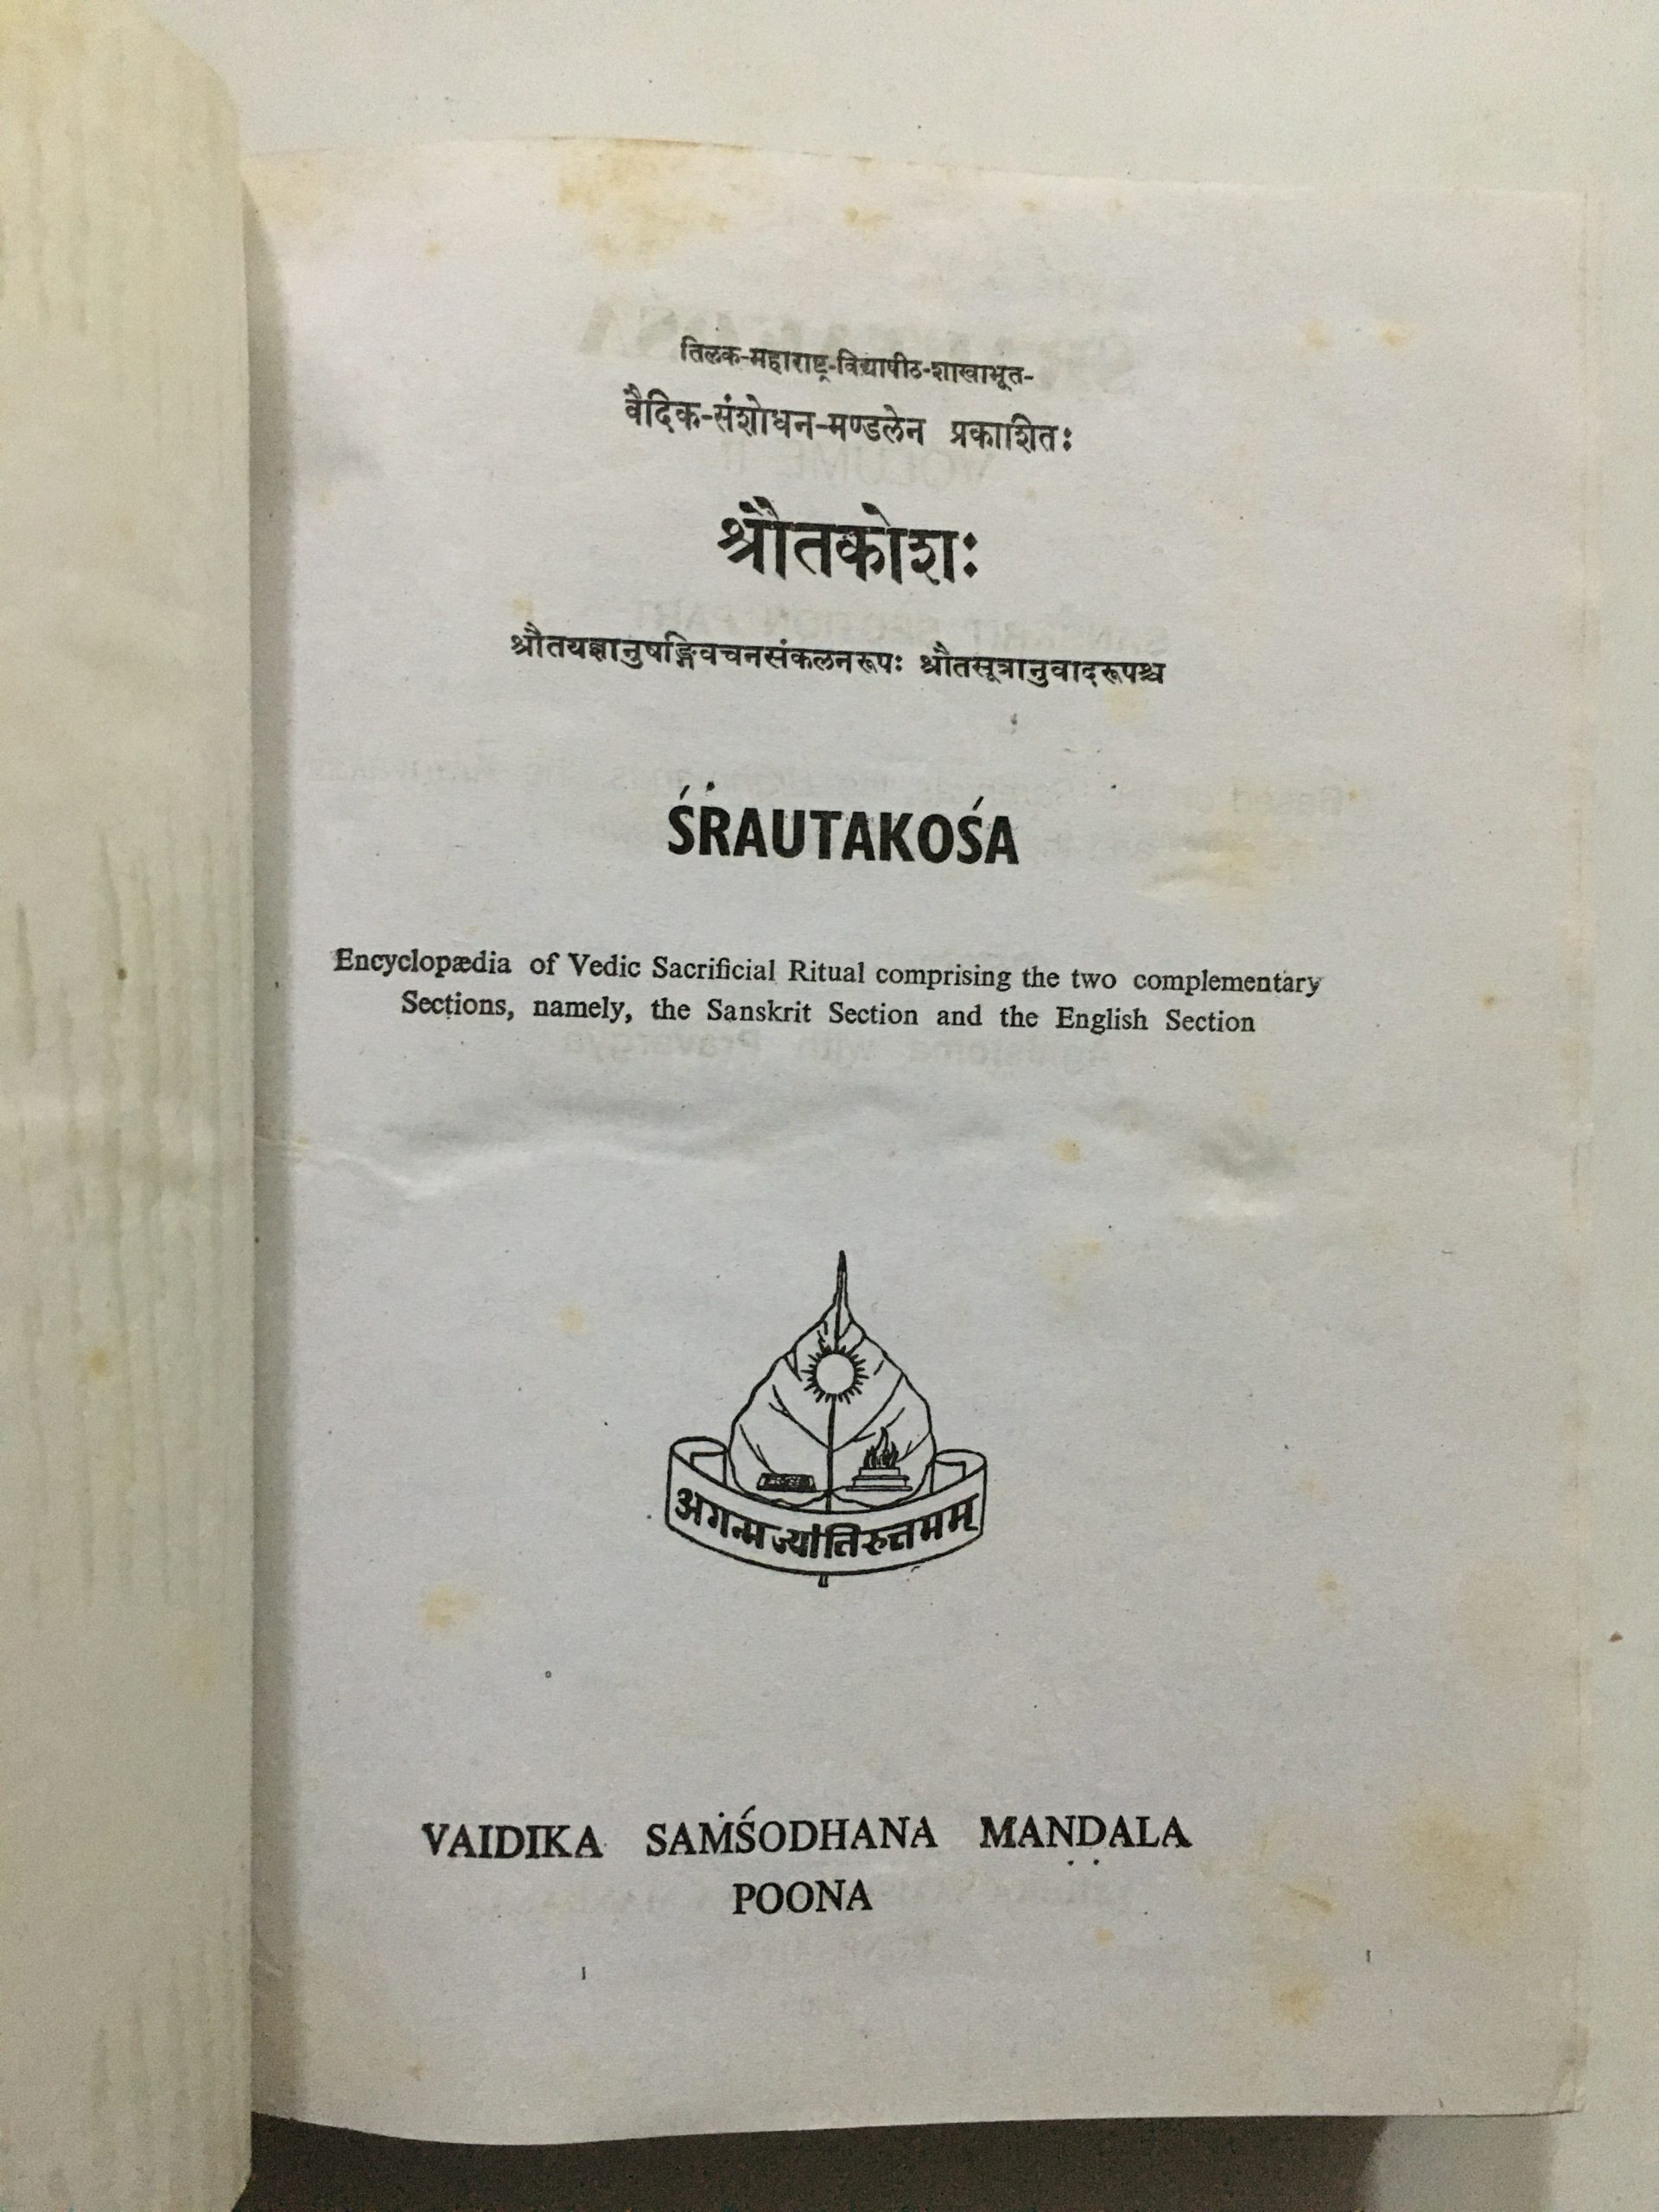 तिलक-महाराष्ट्र-विद्यापीठ-शाखाभूत-
वैदिक-संशोधन-मण्डलेन प्रकाशितः
श्रौतकोशः
श्रौतयज्ञानुषङ्गिवचनसंकलनरूपः श्रौतसूत्रानुवादरूपश्च
ŚRAUTAKOŚA
Encyclopædia of Vedic Sacrificial Ritual comprising the two complementary
Sections, namely, the Sanskrit Section and the English Section
अगन्मज्योतिरुत्तमम्
VAIDIKA SAṀŚODHANA MAṆḌALA
POONA